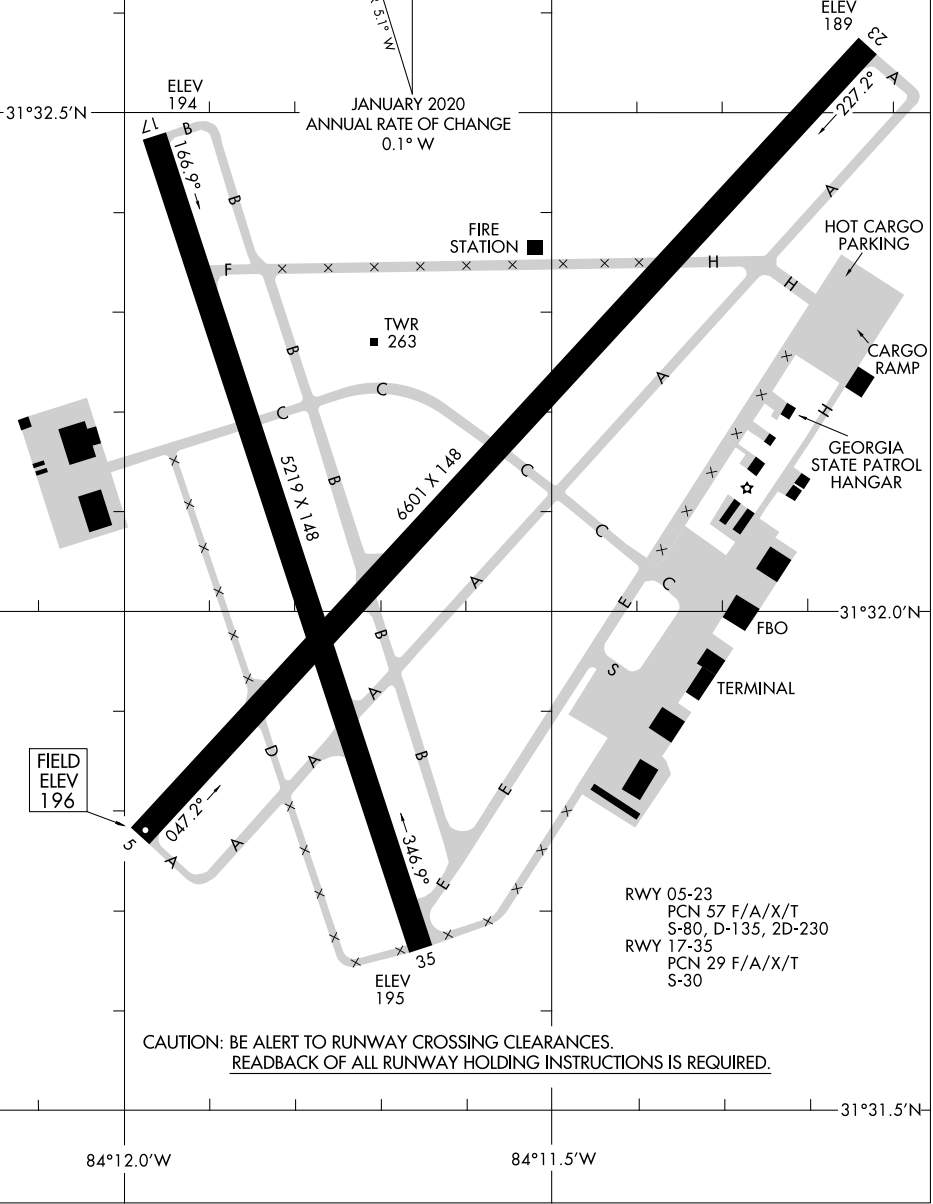 R 5.1° W
ELEV
189
23
A
227.2°
ELEV
194
31°32.5'N
JANUARY 2020
ANNUAL RATE OF CHANGE
0.1° W
17
B
166.9°
B
A
FIRE
STATION
HOT CARGO
PARKING
F
H
H
TWR
263
B
CARGO
RAMP
A
C
C
H
GEORGIA
STATE PATROL
HANGAR
5219 X 148
B
6601 X 148
C
C
A
C
E
31°32.0'N
FBO
B
S
TERMINAL
A
D
A
B
FIELD
ELEV
196
E
047.2°
A
5
A
346.9°
E
RWY 05-23
PCN 57 F/A/X/T
S-80, D-135, 2D-230
RWY 17-35
PCN 29 F/A/X/T
S-30
35
ELEV
195
CAUTION: BE ALERT TO RUNWAY CROSSING CLEARANCES.
READBACK OF ALL RUNWAY HOLDING INSTRUCTIONS IS REQUIRED.
31°31.5'N
84°12.0'W
84°11.5'W